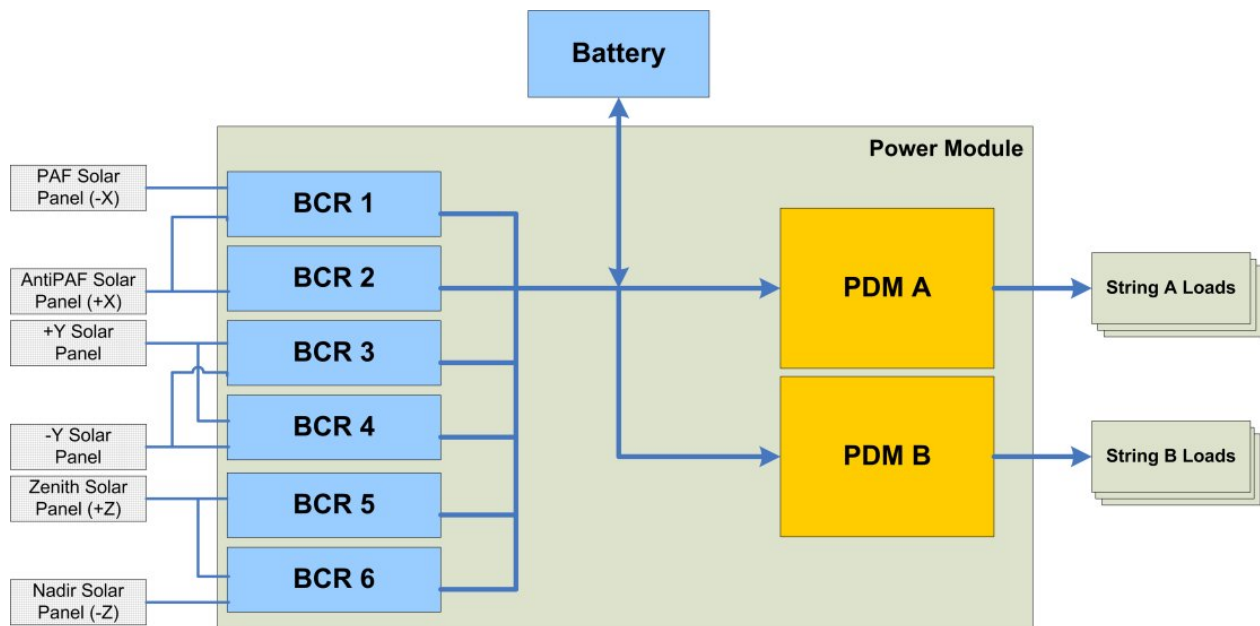 Battery
Power Module
PAF Solar
Panel (-X)
AntiPAF Solar
Panel (+X)
+Y Solar
Panel
-Y Solar
Panel
Zenith Solar
Panel (+Z)
Nadir Solar
Panel (-Z)
BCR 1
BCR 2
BCR 3
BCR 4
BCR 5
BCR 6
PDM A
PDM B
String A Loads
String B Loads